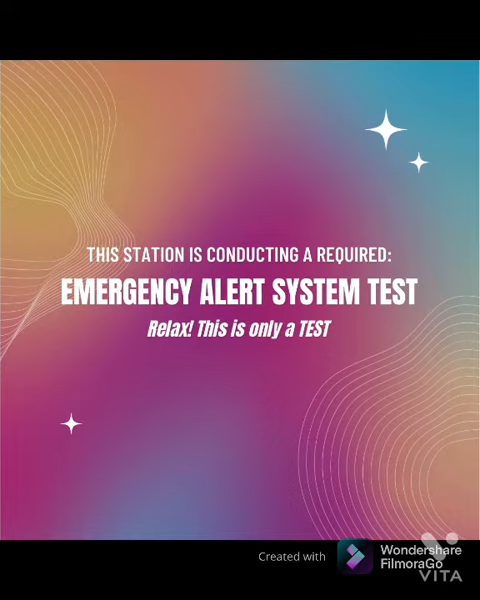 THIS STATION IS CONDUCTING A REQUIRED:
EMERGENCY ALERT SYSTEM TEST
Relax! This is only a TEST
Created with
Wondershare
FilmoraGo
VITA